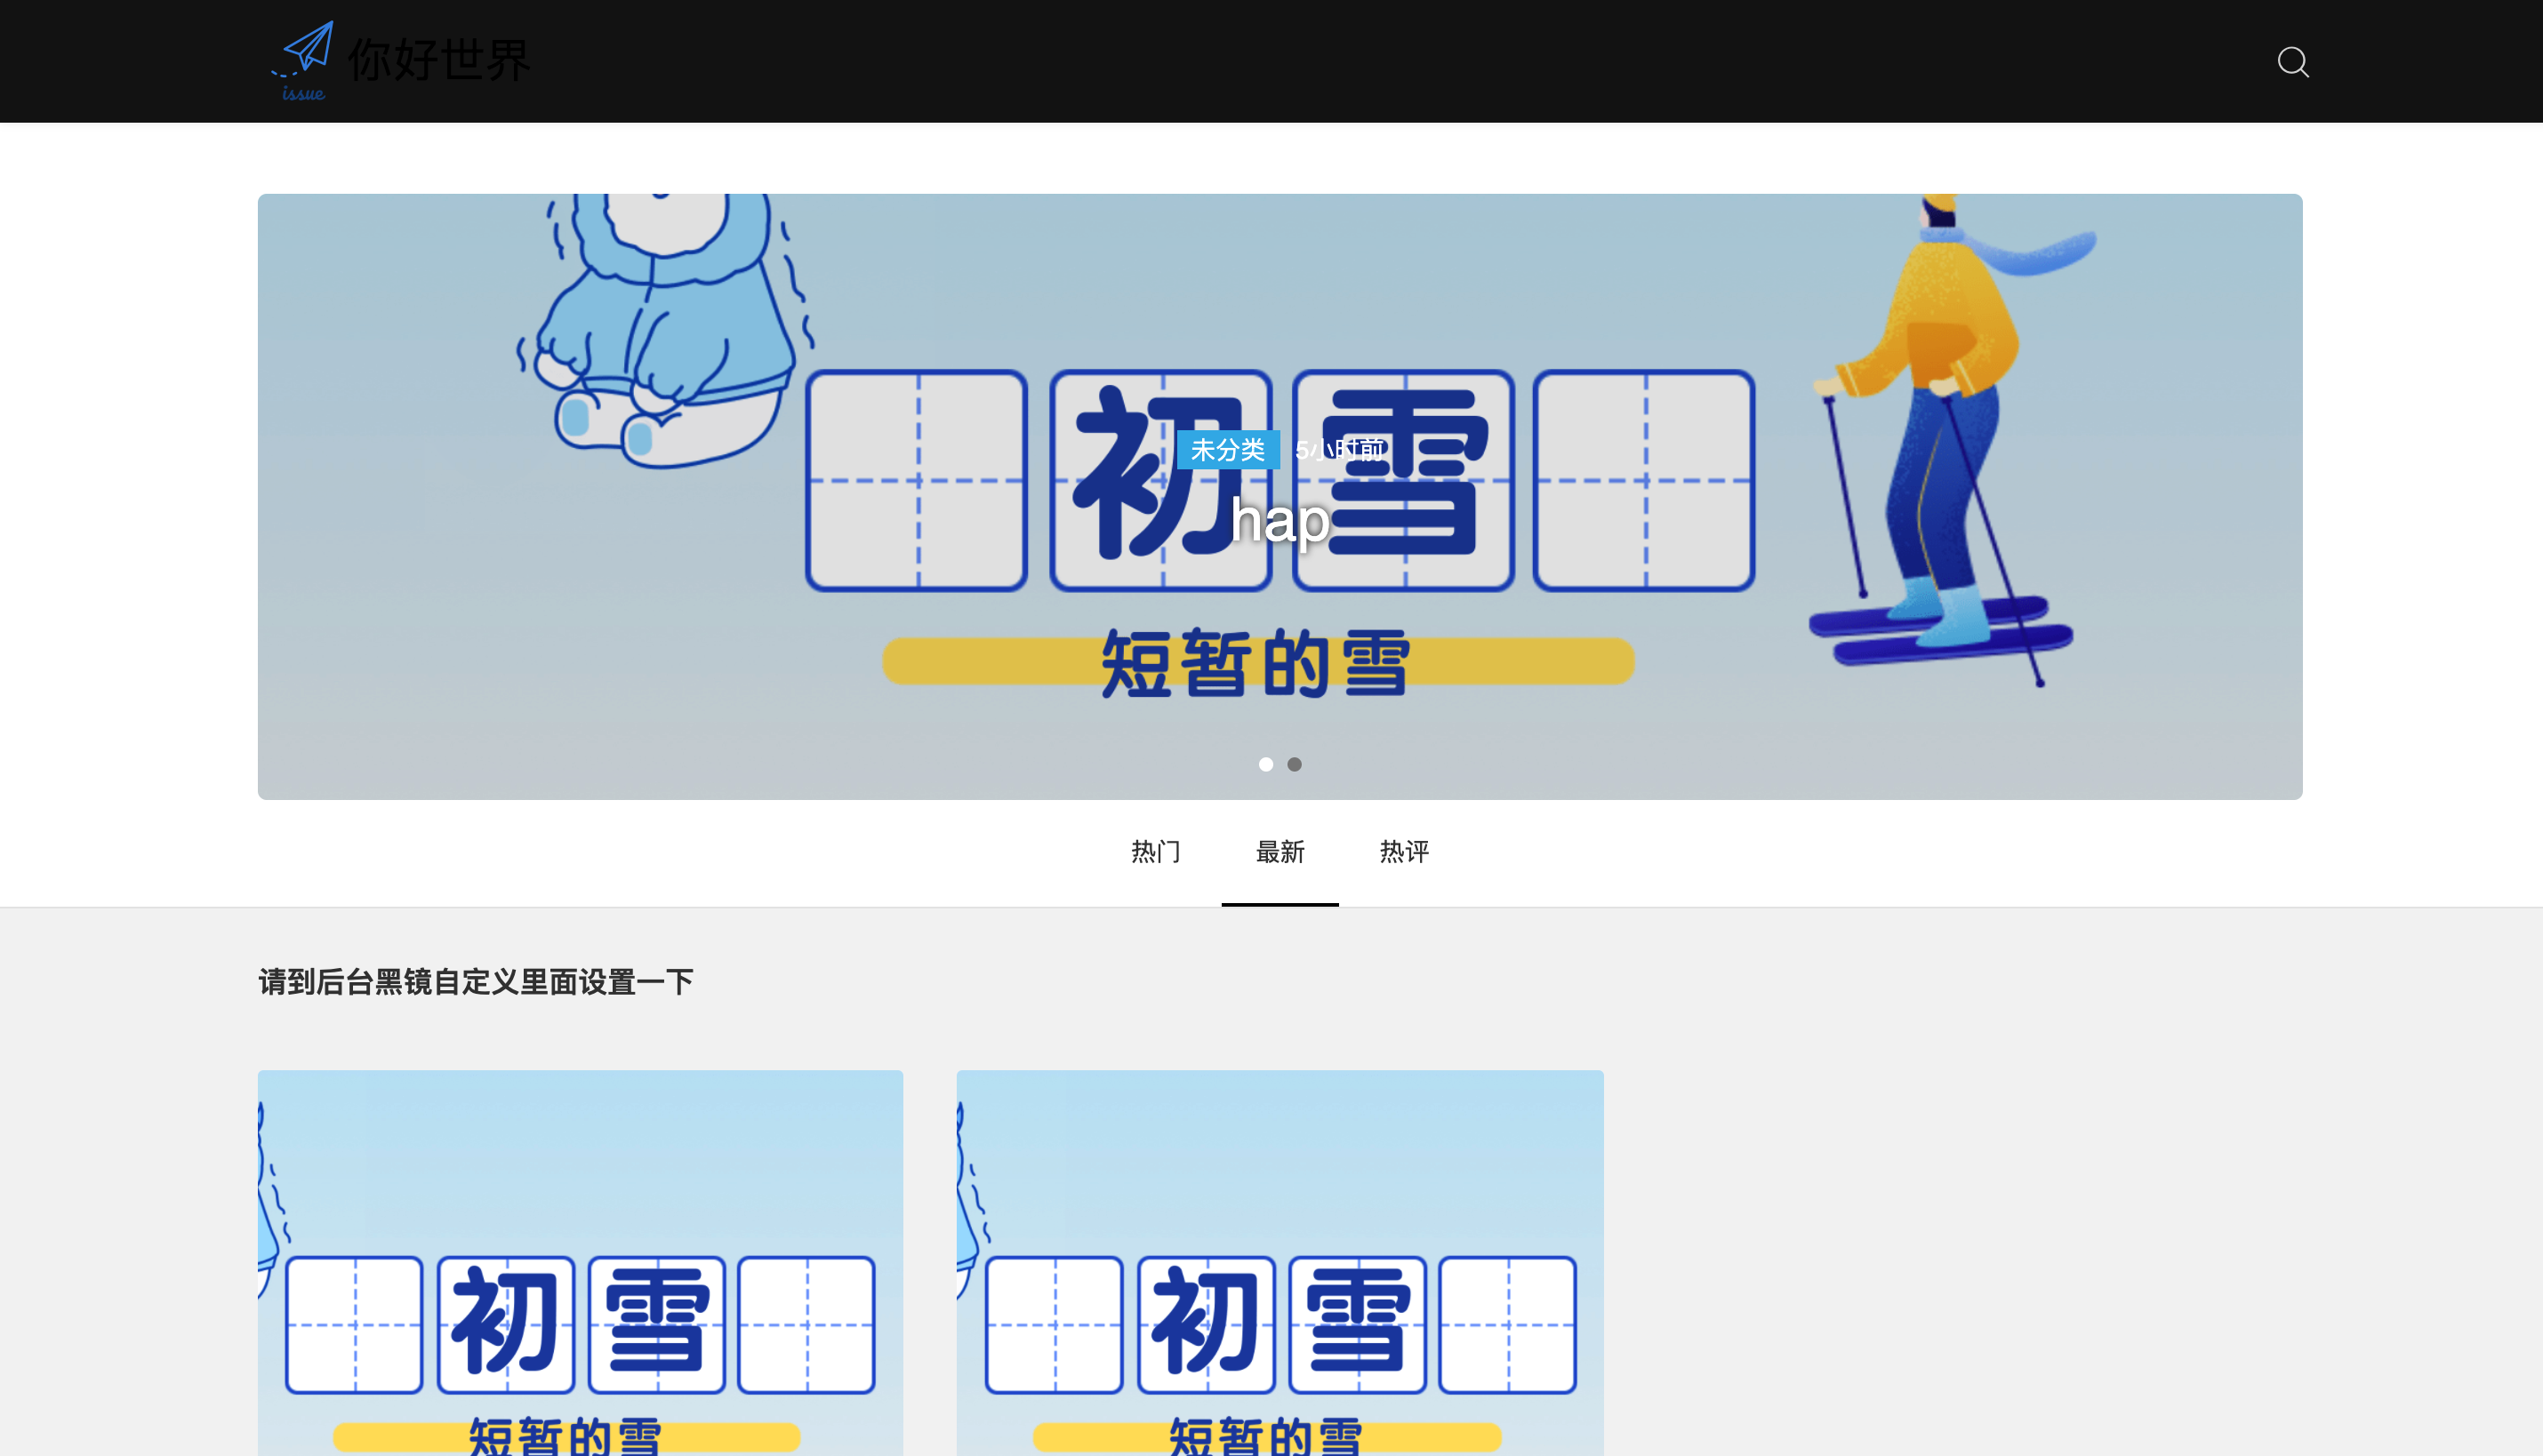 你好世界
issue
初雪
未分类 5小时前
hap
短暂的雪
热门 最新 热评
请到后台黑镜自定义里面设置一下
初雪 初雪
短暂的雪 短暂的雪